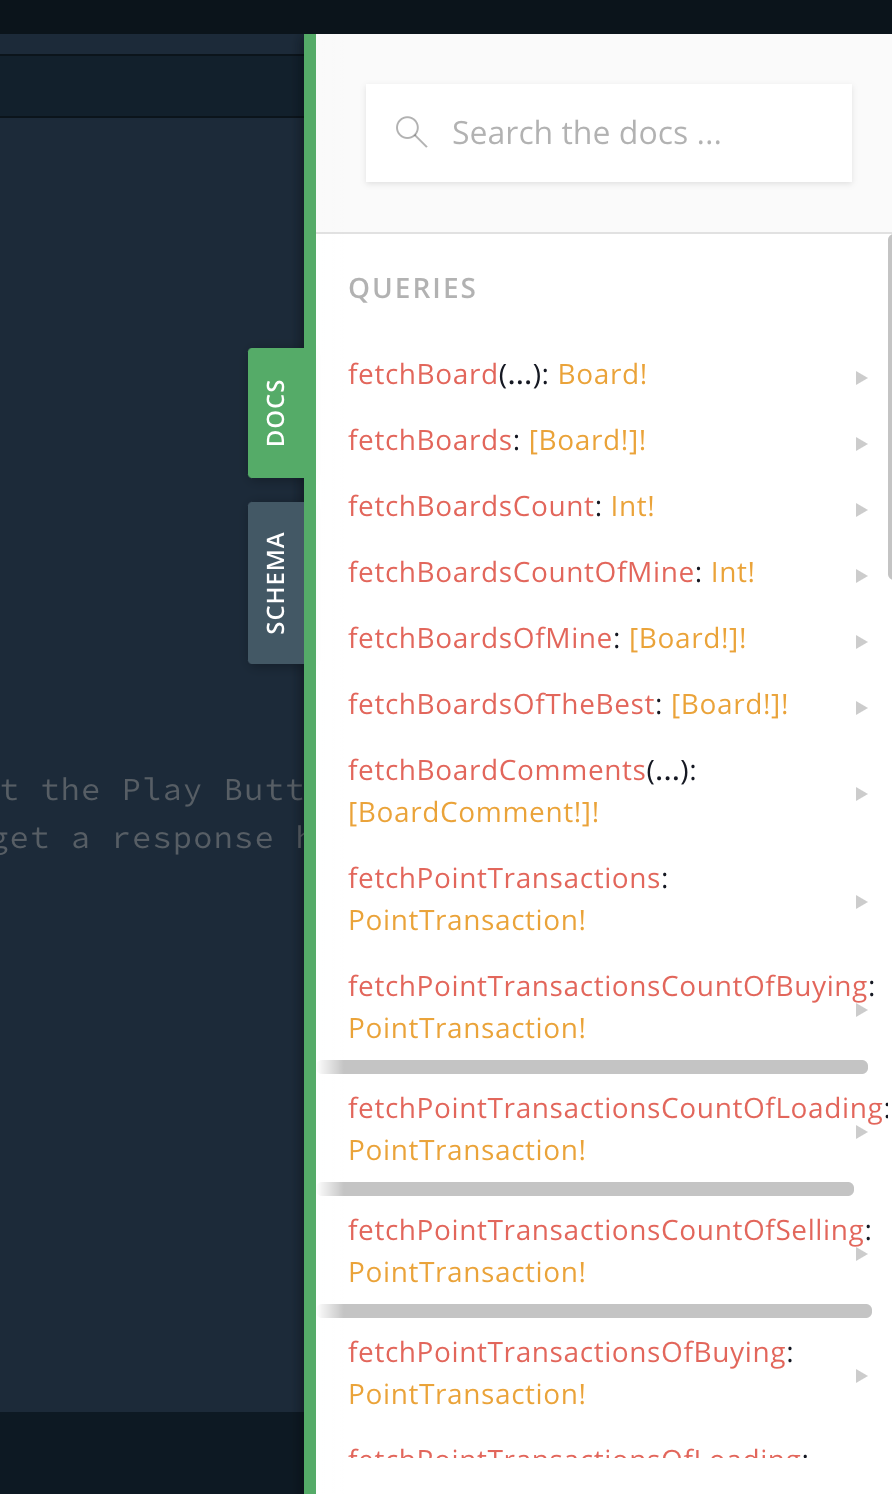 Search the docs ...
QUERIES
fetchBoard(...): Board!
fetchBoards: [Board!]!
fetchBoardsCount: Int!
fetchBoardsCountOfMine: Int!
fetchBoardsOfMine: [Board!]!
fetchBoardsOfTheBest: [Board!]!
fetchBoardComments(...):
[BoardComment!]!
fetchPointTransactions:
PointTransaction!
fetchPointTransactionsCountOfBuying:
PointTransaction!
fetchPointTransactionsCountOfLoading:
PointTransaction!
fetchPointTransactionsCountOfSelling:
PointTransaction!
fetchPointTransactionsOfBuying:
PointTransaction!
fetchPointTransactionsOfLoading:
DOCS
SCHEMA
t the Play Butt
get a response h